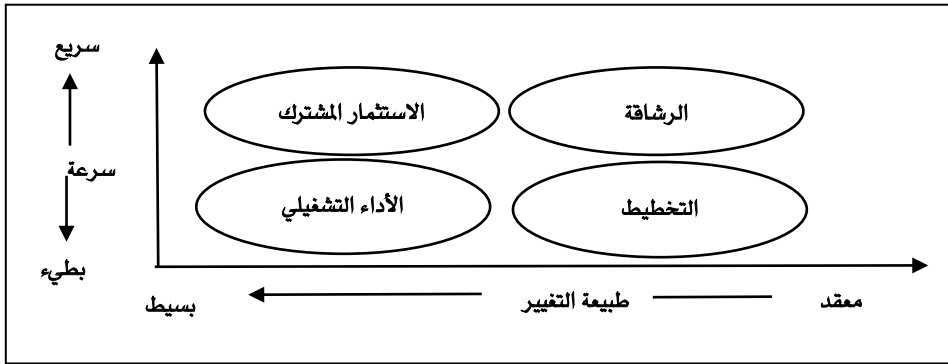 سريع
الرشاقة
الاستثمار المشترك
سرعة
التخطيط
الأداء التشغيلي
بطيء
معقد
طبيعة التغيير
بسيط